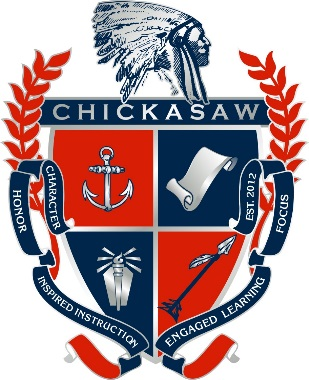 CHICKASAW
CHARACTER
HONOR
EST. 2012
FOCUS
INSPIRED INSTRUCTION
ENGAGED LEARNING